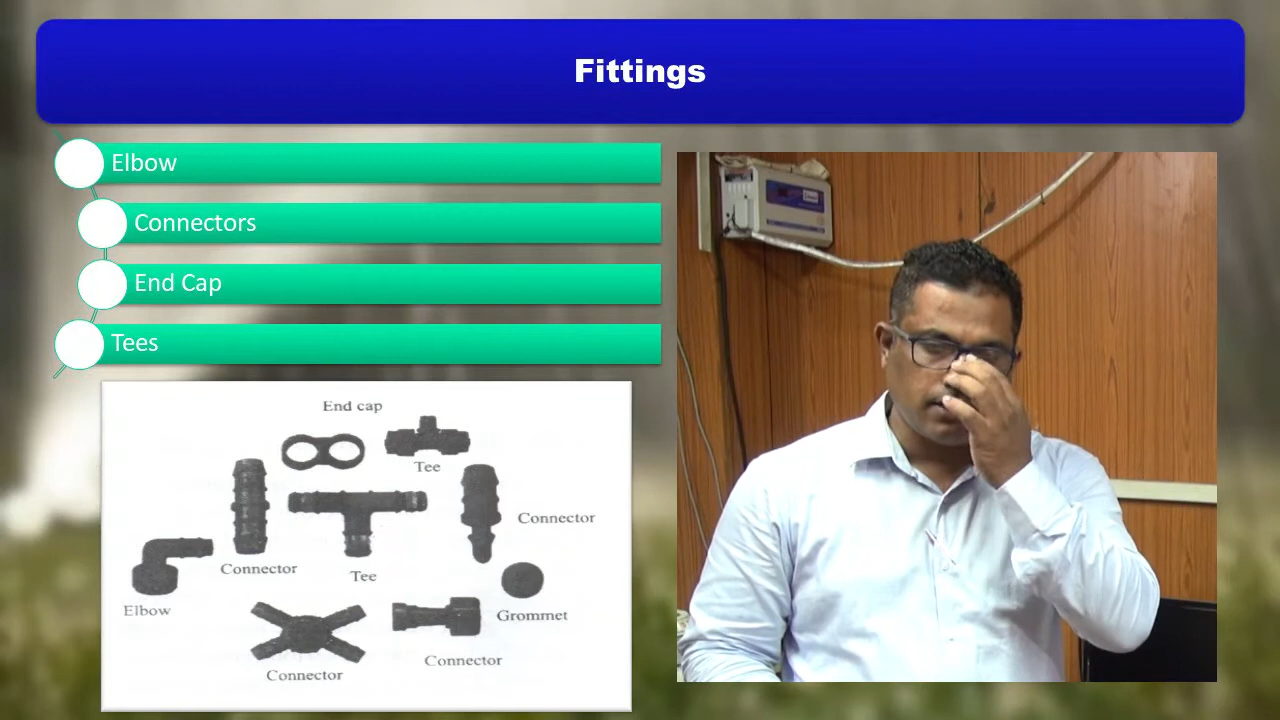 Fittings
Elbow
Connectors
End Cap
Tees
End cap
Tee
Connector
Connector
Tee
Elbow
Grommet
Connector
Connector